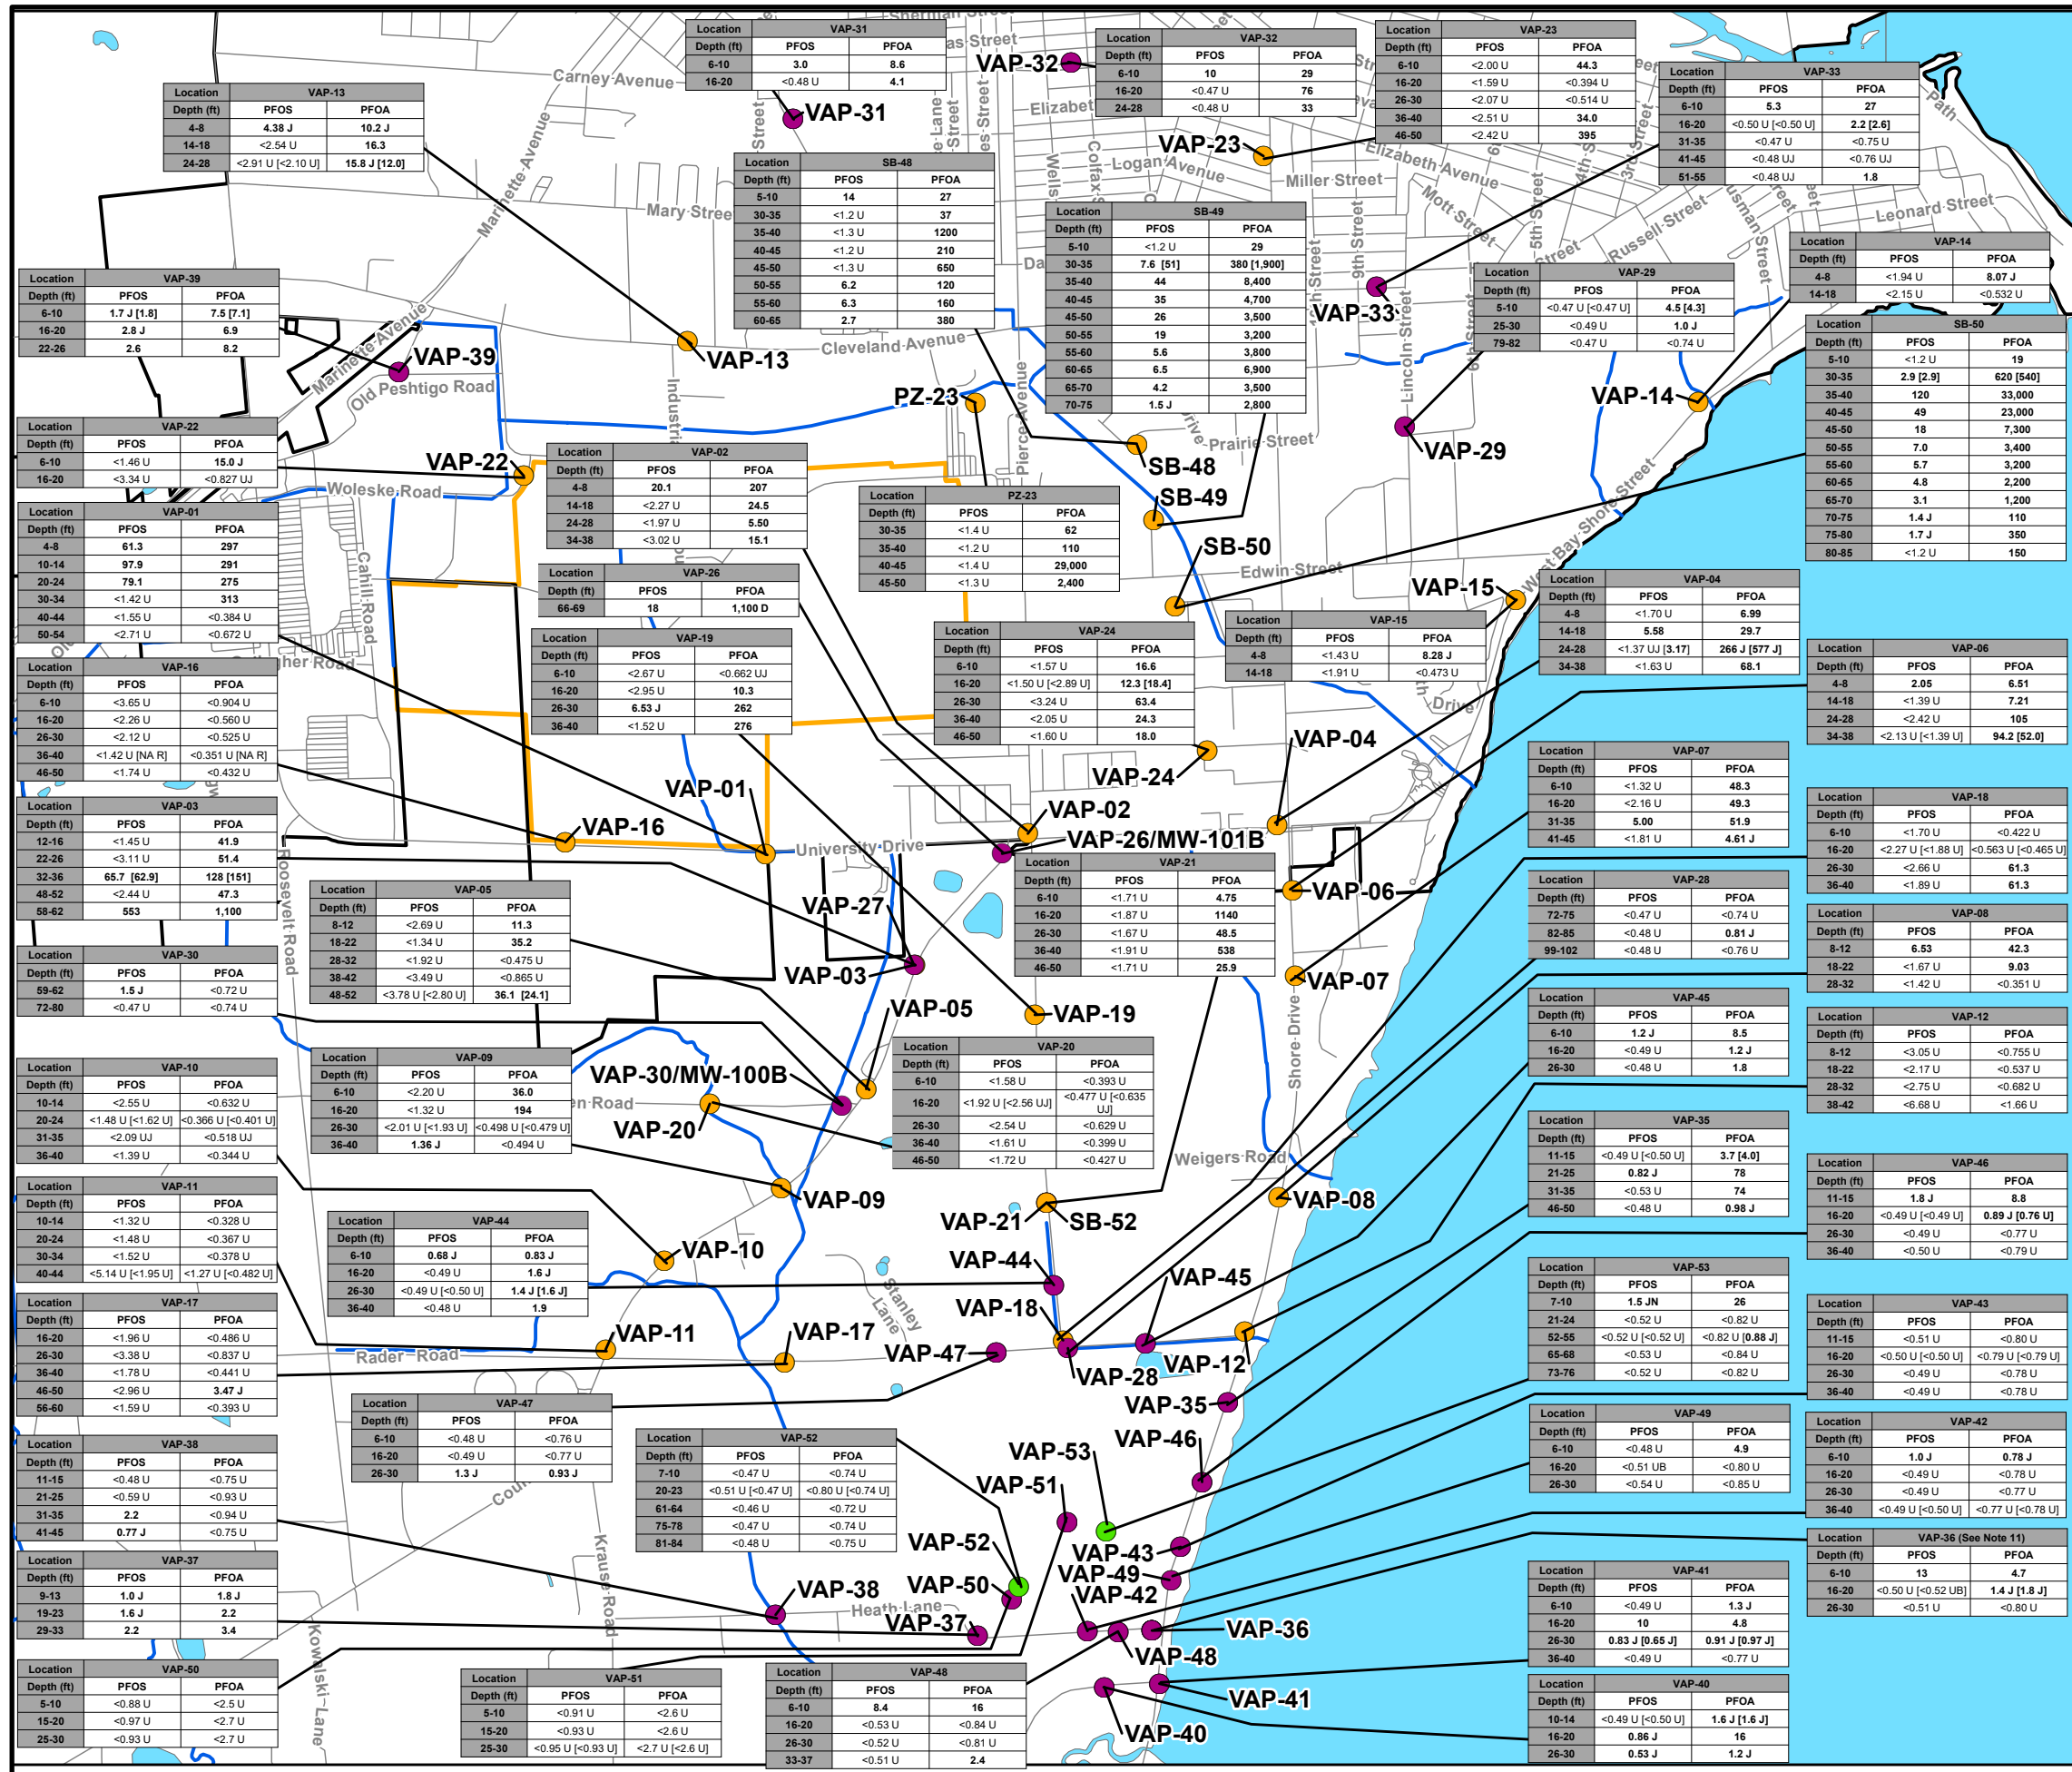 Location VAP-31
Depth (ft) PFOS PFOA
6-10 3.0 8.6
16-20 <0.48 U 4.1
Location VAP-32
Depth (ft) PFOS PFOA
6-10 10 29
16-20 <0.47 U 76
24-28 <0.48 U 33
Location VAP-23
Depth (ft) PFOS PFOA
6-10 <2.00 U 44.3
16-20 <1.59 U <0.394 U
26-30 <2.07 U <0.514 U
36-40 <2.51 U 34.0
46-50 <2.42 U 395
Location VAP-33
Depth (ft) PFOS PFOA
6-10 5.3 27
16-20 <0.50 U [<0.50 U] 2.2 [2.6]
31-35 <0.47 U <0.75 U
41-45 <0.48 UJ <0.76 UJ
51-55 <0.48 UJ 1.8
Location VAP-13
Depth (ft) PFOS PFOA
4-8 4.38 J 10.2 J
14-18 <2.54 U 16.3
24-28 <2.91 U [<2.10 U] 15.8 J [12.0]
Location SB-48
Depth (ft) PFOS PFOA
5-10 14 27
30-35 <1.2 U 37
35-40 <1.3 U 1200
40-45 <1.2 U 210
45-50 <1.3 U 650
50-55 6.2 120
55-60 6.3 160
60-65 2.7 380
Location SB-49
Depth (ft) PFOS PFOA
5-10 <1.2 U 29
30-35 7.6 [51] 380 [1,900]
35-40 44 8,400
40-45 35 4,700
45-50 26 3,500
50-55 19 3,200
55-60 5.6 3,800
60-65 6.5 6,900
65-70 4.2 3,500
70-75 1.5 J 2,800
Location VAP-14
Depth (ft) PFOS PFOA
4-8 <1.94 U 8.07 J
14-18 <2.15 U <0.532 U
Location VAP-29
Depth (ft) PFOS PFOA
5-10 <0.47 U [<0.47 U] 4.5 [4.3]
25-30 <0.49 U 1.0 J
79-82 <0.47 U <0.74 U
Location SB-50
Depth (ft) PFOS PFOA
5-10 <1.2 U 19
30-35 2.9 [2.9] 620 [540]
35-40 120 33,000
40-45 49 23,000
45-50 18 7,300
50-55 7.0 3,400
55-60 5.7 3,200
60-65 4.8 2,200
65-70 3.1 1,200
70-75 1.4 J 110
75-80 1.7 J 350
80-85 <1.2 U 150
Location VAP-39
Depth (ft) PFOS PFOA
6-10 1.7 J [1.8] 7.5 [7.1]
16-20 2.8 J 6.9
22-26 2.6 8.2
Location VAP-22
Depth (ft) PFOS PFOA
6-10 <1.46 U 15.0 J
16-20 <3.34 U <0.827 UJ
Location VAP-02
Depth (ft) PFOS PFOA
4-8 20.1 207
14-18 <2.27 U 24.5
24-28 <1.97 U 5.50
34-38 <3.02 U 15.1
Location PZ-23
Depth (ft) PFOS PFOA
30-35 <1.4 U 62
35-40 <1.2 U 110
40-45 <1.4 U 29,000
45-50 <1.3 U 2,400
Location VAP-01
Depth (ft) PFOS PFOA
4-8 61.3 297
10-14 97.9 291
20-24 79.1 275
30-34 <1.42 U 313
40-44 <1.55 U <0.384 U
50-54 <2.71 U <0.672 U
Location VAP-26
Depth (ft) PFOS PFOA
66-69 18 1,100 D
Location VAP-19
Depth (ft) PFOS PFOA
6-10 <2.67 U <0.662 UJ
16-20 <2.95 U 10.3
26-30 6.53 J 262
36-40 <1.52 U 276
Location VAP-24
Depth (ft) PFOS PFOA
6-10 <1.57 U 16.6
16-20 <1.50 U [<2.89 U] 12.3 [18.4]
26-30 <3.24 U 63.4
36-40 <2.05 U 24.3
46-50 <1.60 U 18.0
Location VAP-15
Depth (ft) PFOS PFOA
4-8 <1.43 U 8.28 J
14-18 <1.91 U <0.473 U
Location VAP-04
Depth (ft) PFOS PFOA
4-8 <1.70 U 6.99
14-18 5.58 29.7
24-28 <1.37 UJ [3.17] 266 J [577 J]
34-38 <1.63 U 68.1
Location VAP-06
Depth (ft) PFOS PFOA
4-8 2.05 6.51
14-18 <1.39 U 7.21
24-28 <2.42 U 105
34-38 <2.13 U [<1.39 U] 94.2 [52.0]
Location VAP-16
Depth (ft) PFOS PFOA
6-10 <3.65 U <0.904 U
16-20 <2.26 U <0.560 U
26-30 <2.12 U <0.525 U
36-40 <1.42 U [NA R] <0.351 U [NA R]
46-50 <1.74 U <0.432 U
Location VAP-07
Depth (ft) PFOS PFOA
6-10 <1.32 U 48.3
16-20 <2.16 U 49.3
31-35 5.00 51.9
41-45 <1.81 U 4.61 J
Location VAP-18
Depth (ft) PFOS PFOA
6-10 <1.70 U <0.422 U
16-20 <2.27 U [<1.88 U] <0.563 U [<0.465 U]
26-30 <2.66 U 61.3
36-40 <1.89 U 61.3
Location VAP-03
Depth (ft) PFOS PFOA
12-16 <1.45 U 41.9
22-26 <3.11 U 51.4
32-36 65.7 [62.9] 128 [151]
48-52 <2.44 U 47.3
58-62 553 1,100
Location VAP-05
Depth (ft) PFOS PFOA
8-12 <2.69 U 11.3
18-22 <1.34 U 35.2
28-32 <1.92 U <0.475 U
38-42 <3.49 U <0.865 U
48-52 <3.78 U [<2.80 U] 36.1 [24.1]
Location VAP-21
Depth (ft) PFOS PFOA
6-10 <1.71 U 4.75
16-20 <1.87 U 1140
26-30 <1.67 U 48.5
36-40 <1.91 U 538
46-50 <1.71 U 25.9
Location VAP-28
Depth (ft) PFOS PFOA
72-75 <0.47 U <0.74 U
82-85 <0.48 U 0.81 J
99-102 <0.48 U <0.76 U
Location VAP-08
Depth (ft) PFOS PFOA
8-12 6.53 42.3
18-22 <1.67 U 9.03
28-32 <1.42 U <0.351 U
Location VAP-30
Depth (ft) PFOS PFOA
59-62 1.5 J <0.72 U
72-80 <0.47 U <0.74 U
Location VAP-45
Depth (ft) PFOS PFOA
6-10 1.2 J 8.5
16-20 <0.49 U 1.2 J
26-30 <0.48 U 1.8
Location VAP-12
Depth (ft) PFOS PFOA
8-12 <3.05 U <0.755 U
18-22 <2.17 U <0.537 U
28-32 <2.75 U <0.682 U
38-42 <6.68 U <1.66 U
Location VAP-10
Depth (ft) PFOS PFOA
10-14 <2.55 U <0.632 U
20-24 <1.48 U [<1.62 U] <0.366 U [<0.401 U]
31-35 <2.09 UJ <0.518 UJ
36-40 <1.39 U <0.344 U
Location VAP-09
Depth (ft) PFOS PFOA
6-10 <2.20 U 36.0
16-20 <1.32 U 194
26-30 <2.01 U [<1.93 U] <0.498 U [<0.479 U]
36-40 1.36 J <0.494 U
Location VAP-20
Depth (ft) PFOS PFOA
6-10 <1.58 U <0.393 U
16-20 <1.92 U [<2.56 UJ] <0.477 U [<0.635
UJ]
26-30 <2.54 U <0.629 U
36-40 <1.61 U <0.399 U
46-50 <1.72 U <0.427 U
Location VAP-35
Depth (ft) PFOS PFOA
11-15 <0.49 U [<0.50 U] 3.7 [4.0]
21-25 0.82 J 78
31-35 <0.53 U 74
46-50 <0.48 U 0.98 J
Location VAP-46
Depth (ft) PFOS PFOA
11-15 1.8 J 8.8
16-20 <0.49 U [<0.49 U] 0.89 J [0.76 U]
26-30 <0.49 U <0.77 U
36-40 <0.50 U <0.79 U
Location VAP-11
Depth (ft) PFOS PFOA
10-14 <1.32 U <0.328 U
20-24 <1.48 U <0.367 U
30-34 <1.52 U <0.378 U
40-44 <5.14 U [<1.95 U] <1.27 U [<0.482 U]
Location VAP-44
Depth (ft) PFOS PFOA
6-10 0.68 J 0.83 J
16-20 <0.49 U 1.6 J
26-30 <0.49 U [<0.50 U] 1.4 J [1.6 J]
36-40 <0.48 U 1.9
Location VAP-53
Depth (ft) PFOS PFOA
7-10 1.5 JN 26
21-24 <0.52 U <0.82 U
52-55 <0.52 U [<0.52 U] <0.82 U [0.88 J]
65-68 <0.53 U <0.84 U
73-76 <0.52 U <0.82 U
Location VAP-43
Depth (ft) PFOS PFOA
11-15 <0.51 U <0.80 U
16-20 <0.50 U [<0.50 U] <0.79 U [<0.79 U]
26-30 <0.49 U <0.78 U
36-40 <0.49 U <0.78 U
Location VAP-17
Depth (ft) PFOS PFOA
16-20 <1.96 U <0.486 U
26-30 <3.38 U <0.837 U
36-40 <1.78 U <0.441 U
46-50 <2.96 U 3.47 J
56-60 <1.59 U <0.393 U
Location VAP-47
Depth (ft) PFOS PFOA
6-10 <0.48 U <0.76 U
16-20 <0.49 U <0.77 U
26-30 1.3 J 0.93 J
Location VAP-52
Depth (ft) PFOS PFOA
7-10 <0.47 U <0.74 U
20-23 <0.51 U [<0.47 U] <0.80 U [<0.74 U]
61-64 <0.46 U <0.72 U
75-78 <0.47 U <0.74 U
81-84 <0.48 U <0.75 U
Location VAP-49
Depth (ft) PFOS PFOA
6-10 <0.48 U 4.9
16-20 <0.51 UB <0.80 U
26-30 <0.54 U <0.85 U
Location VAP-42
Depth (ft) PFOS PFOA
6-10 1.0 J 0.78 J
16-20 <0.49 U <0.78 U
26-30 <0.49 U <0.77 U
36-40 <0.49 U [<0.50 U] <0.77 U [<0.78 U]
Location VAP-38
Depth (ft) PFOS PFOA
11-15 <0.48 U <0.75 U
21-25 <0.59 U <0.93 U
31-35 2.2 <0.94 U
41-45 0.77 J <0.75 U
Location VAP-36 (See Note 11)
Depth (ft) PFOS PFOA
6-10 13 4.7
16-20 <0.50 U [<0.52 UB] 1.4 J [1.8 J]
26-30 <0.51 U <0.80 U
Location VAP-37
Depth (ft) PFOS PFOA
9-13 1.0 J 1.8 J
19-23 1.6 J 2.2
29-33 2.2 3.4
Location VAP-41
Depth (ft) PFOS PFOA
6-10 <0.49 U 1.3 J
16-20 10 4.8
26-30 0.83 J [0.65 J] 0.91 J [0.97 J]
36-40 <0.49 U <0.77 U
Location VAP-50
Depth (ft) PFOS PFOA
5-10 <0.88 U <2.5 U
15-20 <0.97 U <2.7 U
25-30 <0.93 U <2.7 U
Location VAP-51
Depth (ft) PFOS PFOA
5-10 <0.91 U <2.6 U
15-20 <0.93 U <2.6 U
25-30 <0.95 U [<0.93 U] <2.7 U [<2.6 U]
Location VAP-48
Depth (ft) PFOS PFOA
6-10 8.4 16
16-20 <0.53 U <0.84 U
26-30 <0.52 U <0.81 U
33-37 <0.51 U 2.4
Location VAP-40
Depth (ft) PFOS PFOA
10-14 <0.49 U [<0.50 U] 1.6 J [1.6 J]
16-20 0.86 J 16
26-30 0.53 J 1.2 J
VAP-32
VAP-31
VAP-23
VAP-33
VAP-13
VAP-39
PZ-23
VAP-14
VAP-29
SB-48
VAP-22
SB-49
SB-50
VAP-15
VAP-04
VAP-24
VAP-01
VAP-02
VAP-16
VAP-26/MW-101B
VAP-06
VAP-27
VAP-03
VAP-07
VAP-05
VAP-19
VAP-30/MW-100B
VAP-20
VAP-09
VAP-08
VAP-21
SB-52
VAP-10
VAP-44
VAP-45
VAP-18
VAP-11
VAP-17
VAP-47
VAP-12
VAP-28
VAP-35
VAP-46
VAP-53
VAP-51
VAP-52
VAP-43
VAP-49
VAP-50
VAP-42
VAP-38
VAP-37
VAP-36
VAP-48
VAP-41
VAP-40
Sherman Street
Carney Avenue
Marinette Avenue
Mary Stree
Logan Avenue
Elizabeth Avenue
Miller Street
Mott Street
Russell Street
Leonard Street
Path
9th Street
5th Street
3rd Street
Lincoln Street
Cleveland Avenue
Marinette Avenue
Old Peshtigo Road
Pierce Avenue
Prairie Street
Woleske Road
Cahill Road
Edwin Street
West Bay Shore Street
University Drive
Roosevelt Road
Shore Drive
Weigers Road
Stanley Lane
Rader Road
Krause Road
Heath Lane
Kowalski Lane